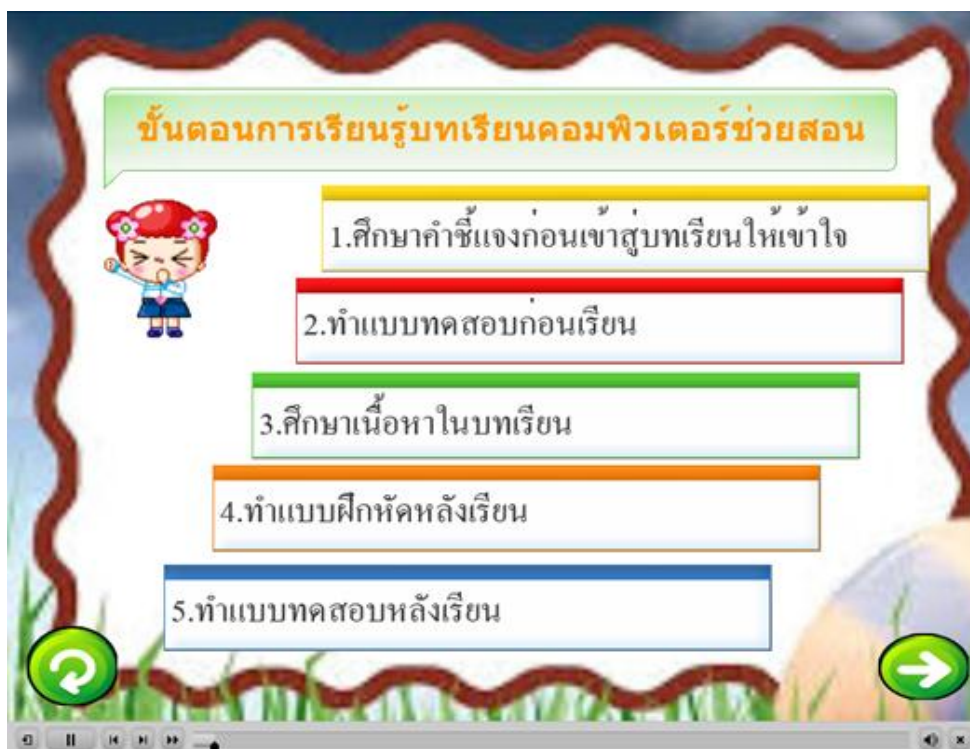 ขั้นตอนการเรียนรู้บทเรียนคอมพิวเตอร์ช่วยสอน
1.ศึกษาคำชี้แจงก่อนเข้าสู่บทเรียนให้เข้าใจ
2.ทำแบบทดสอบก่อนเรียน
3.ศึกษาเนื้อหาในบทเรียน
4.ทำแบบฝึกหัดหลังเรียน
5.ทำแบบทดสอบหลังเรียน